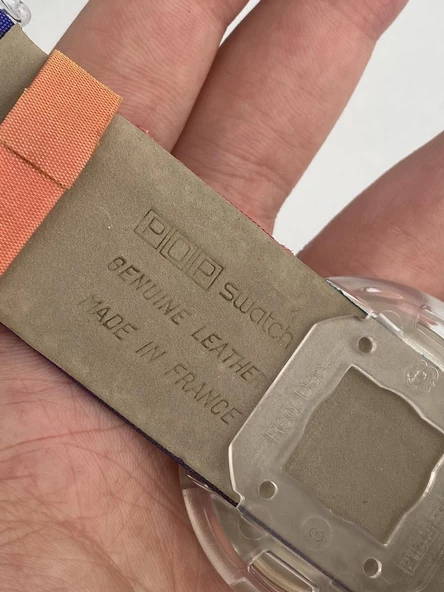 POP swatch
GENUINE LEATHER
MADE IN FRANCE